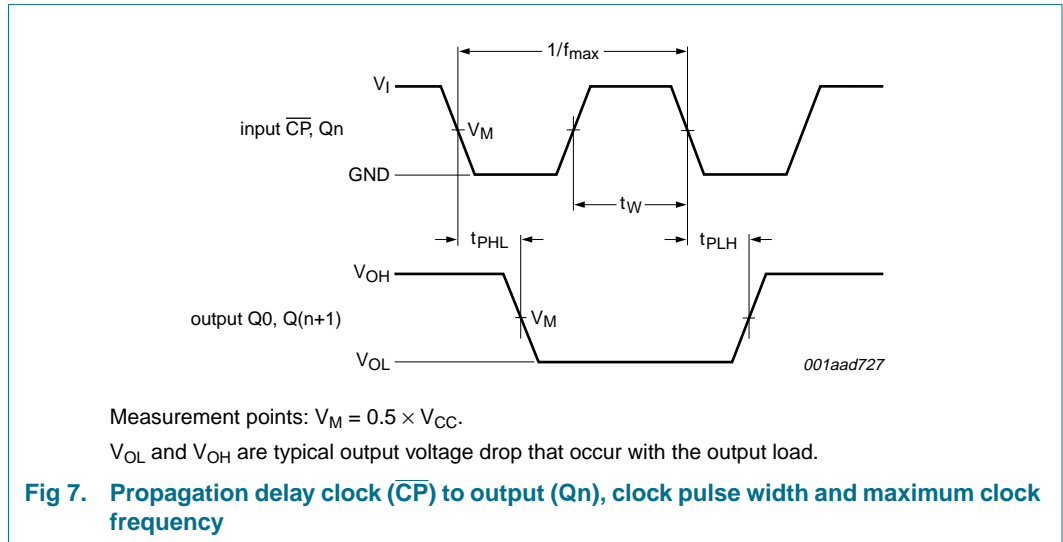 1/fmax
VI
input C̅P̅, Qn
VM
GND
tW
tPHL
tPLH
VOH
output Q0, Q(n+1)
VM
VOL
001aad727
Measurement points: VM = 0.5 × VCC.
VOL and VOH are typical output voltage drop that occur with the output load.
Fig 7. Propagation delay clock (C̅P̅) to output (Qn), clock pulse width and maximum clock
frequency